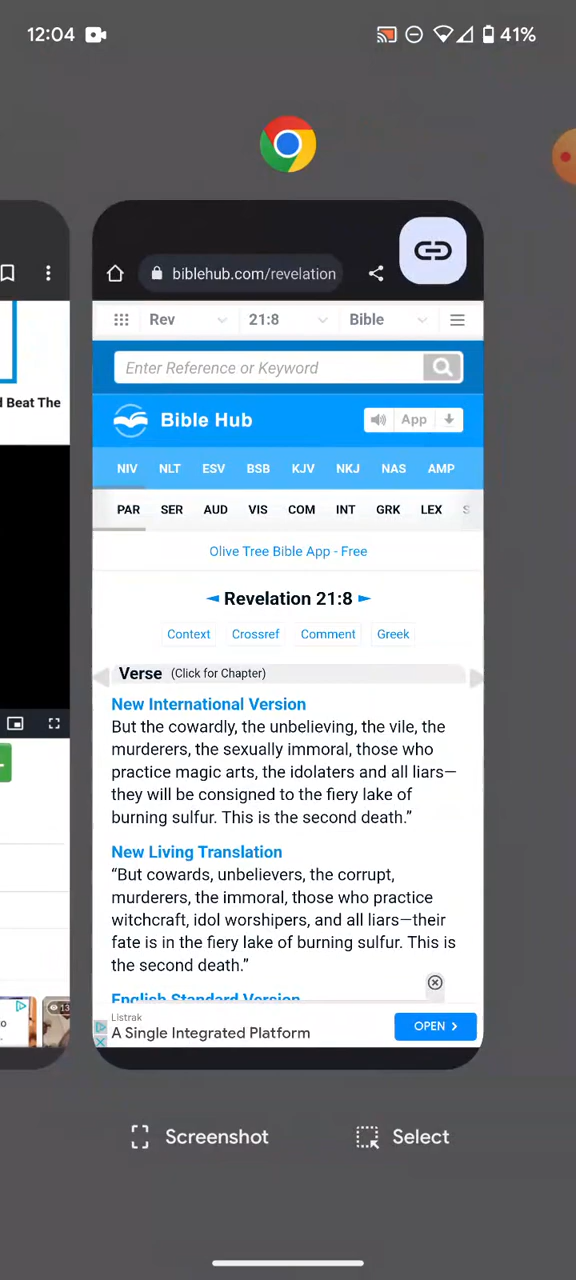 12:04
41%
d Beat The
biblehub.com/revelation
Rev 21:8 Bible
Enter Reference or Keyword
Bible Hub App
NIV NLT ESV BSB KJV NKJ NAS AMP
PAR SER AUD VIS COM INT GRK LEX S
Olive Tree Bible App - Free
◄ Revelation 21:8 ►
Context Crossref Comment Greek
Verse (Click for Chapter)
New International Version
But the cowardly, the unbelieving, the vile, the
murderers, the sexually immoral, those who
practice magic arts, the idolaters and all liars—
they will be consigned to the fiery lake of
burning sulfur. This is the second death.”
New Living Translation
“But cowards, unbelievers, the corrupt,
murderers, the immoral, those who practice
witchcraft, idol worshipers, and all liars—their
fate is in the fiery lake of burning sulfur. This is
the second death.”
English Standard Version
Listrak
A Single Integrated Platform
OPEN >
o
13
Screenshot Select